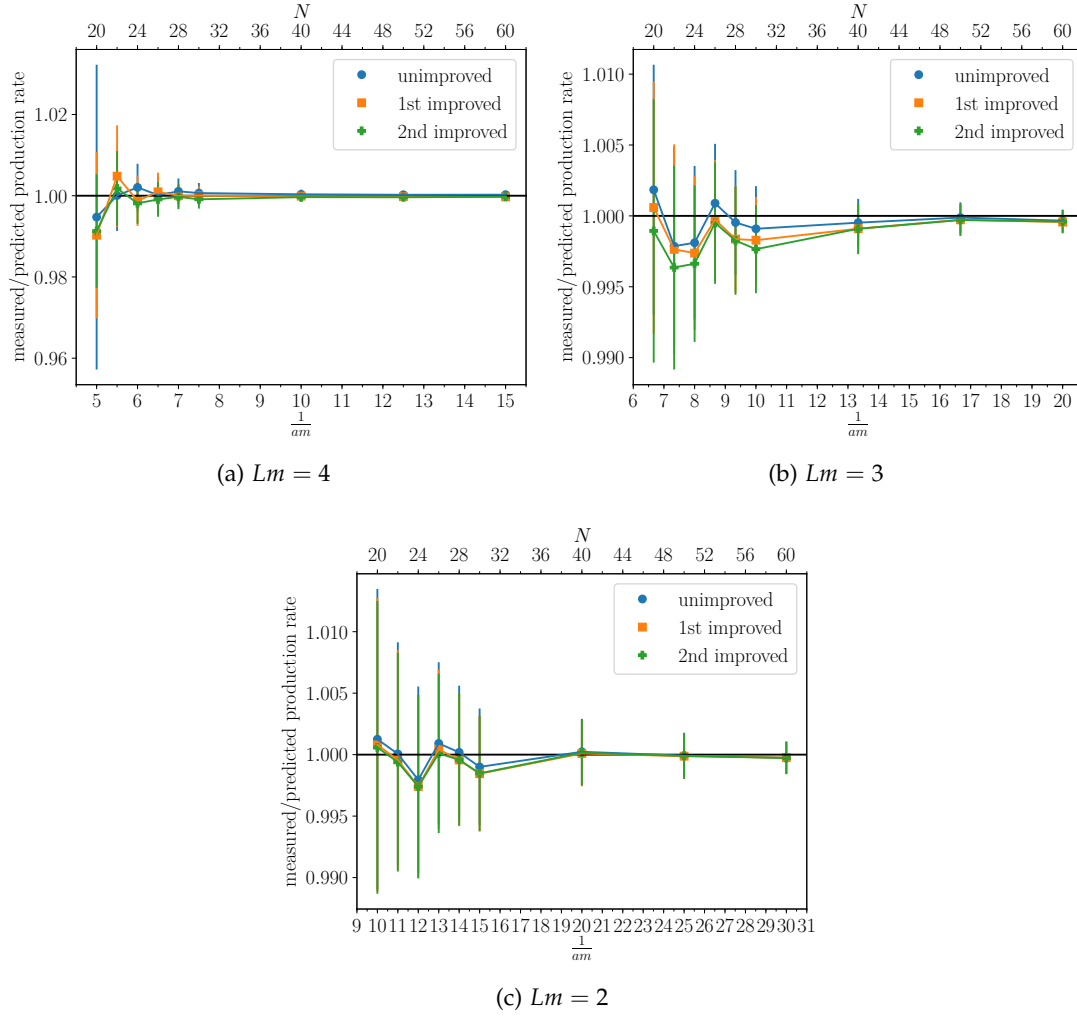 N
20 24 28 32 36 40 44 48 52 56 60
measured/predicted production rate
1.02
1.00
0.98
0.96
unimproved
1st improved
2nd improved
5 6 7 8 9 10 11 12 13 14 15
1/am
(a) Lm = 4
N
20 24 28 32 36 40 44 48 52 56 60
measured/predicted production rate
1.010
1.005
1.000
0.995
0.990
unimproved
1st improved
2nd improved
6 7 8 9 10 11 12 13 14 15 16 17 18 19 20
1/am
(b) Lm = 3
N
20 24 28 32 36 40 44 48 52 56 60
measured/predicted production rate
1.010
1.005
1.000
0.995
0.990
unimproved
1st improved
2nd improved
9 10 11 12 13 14 15 16 17 18 19 20 21 22 23 24 25 26 27 28 29 30 31
1/am
(c) Lm = 2